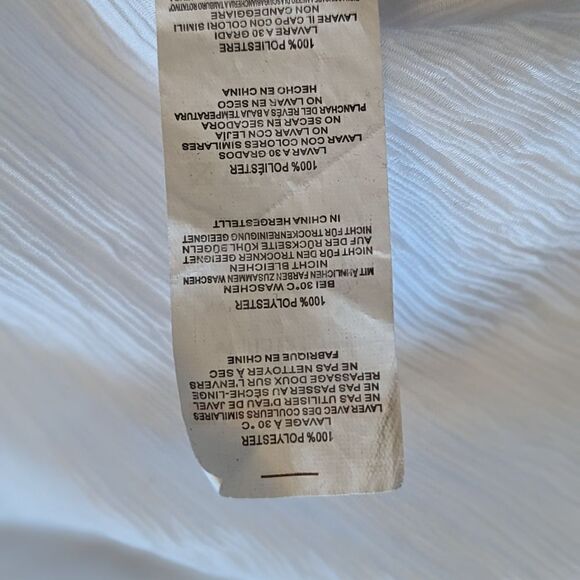 100% POLYESTER
LAVAGE À 30 °C
LAVER AVEC DES COULEURS SIMILAIRES
NE PAS UTILISER D'EAU DE JAVEL
NE PAS PASSER AU SÈCHE-LINGE
REPASSAGE DOUX SUR L'ENVERS
NE PAS NETTOYER À SEC
FABRIQUE EN CHINE
100% POLYESTER
BEI 30°C WASCHEN
MIT ÄHNLICHEN FARBEN ZUSAMMEN WASCHEN
NICHT BLEICHEN
NICHT FÜR DEN TROCKNER GEEIGNET
AUF DER RÜCKSEITE KÜHL BÜGELN
NICHT FÜR TROCKENREINIGUNG GEEIGNET
IN CHINA HERGESTELLT
100% POLIÉSTER
LAVAR A 30 GRADOS
LAVAR CON COLORES SIMILARES
NO LAVAR CON LEJÍA
NO SECAR EN SECADORA
PLANCHAR DEL REVÉS A BAJA TEMPERATURA
NO LAVAR EN SECO
HECHO EN CHINA
100% POLIESTERE
LAVARE A 30 GRADI
LAVARE IL CAPO CON COLORI SIMILI
NON CANDEGGIARE